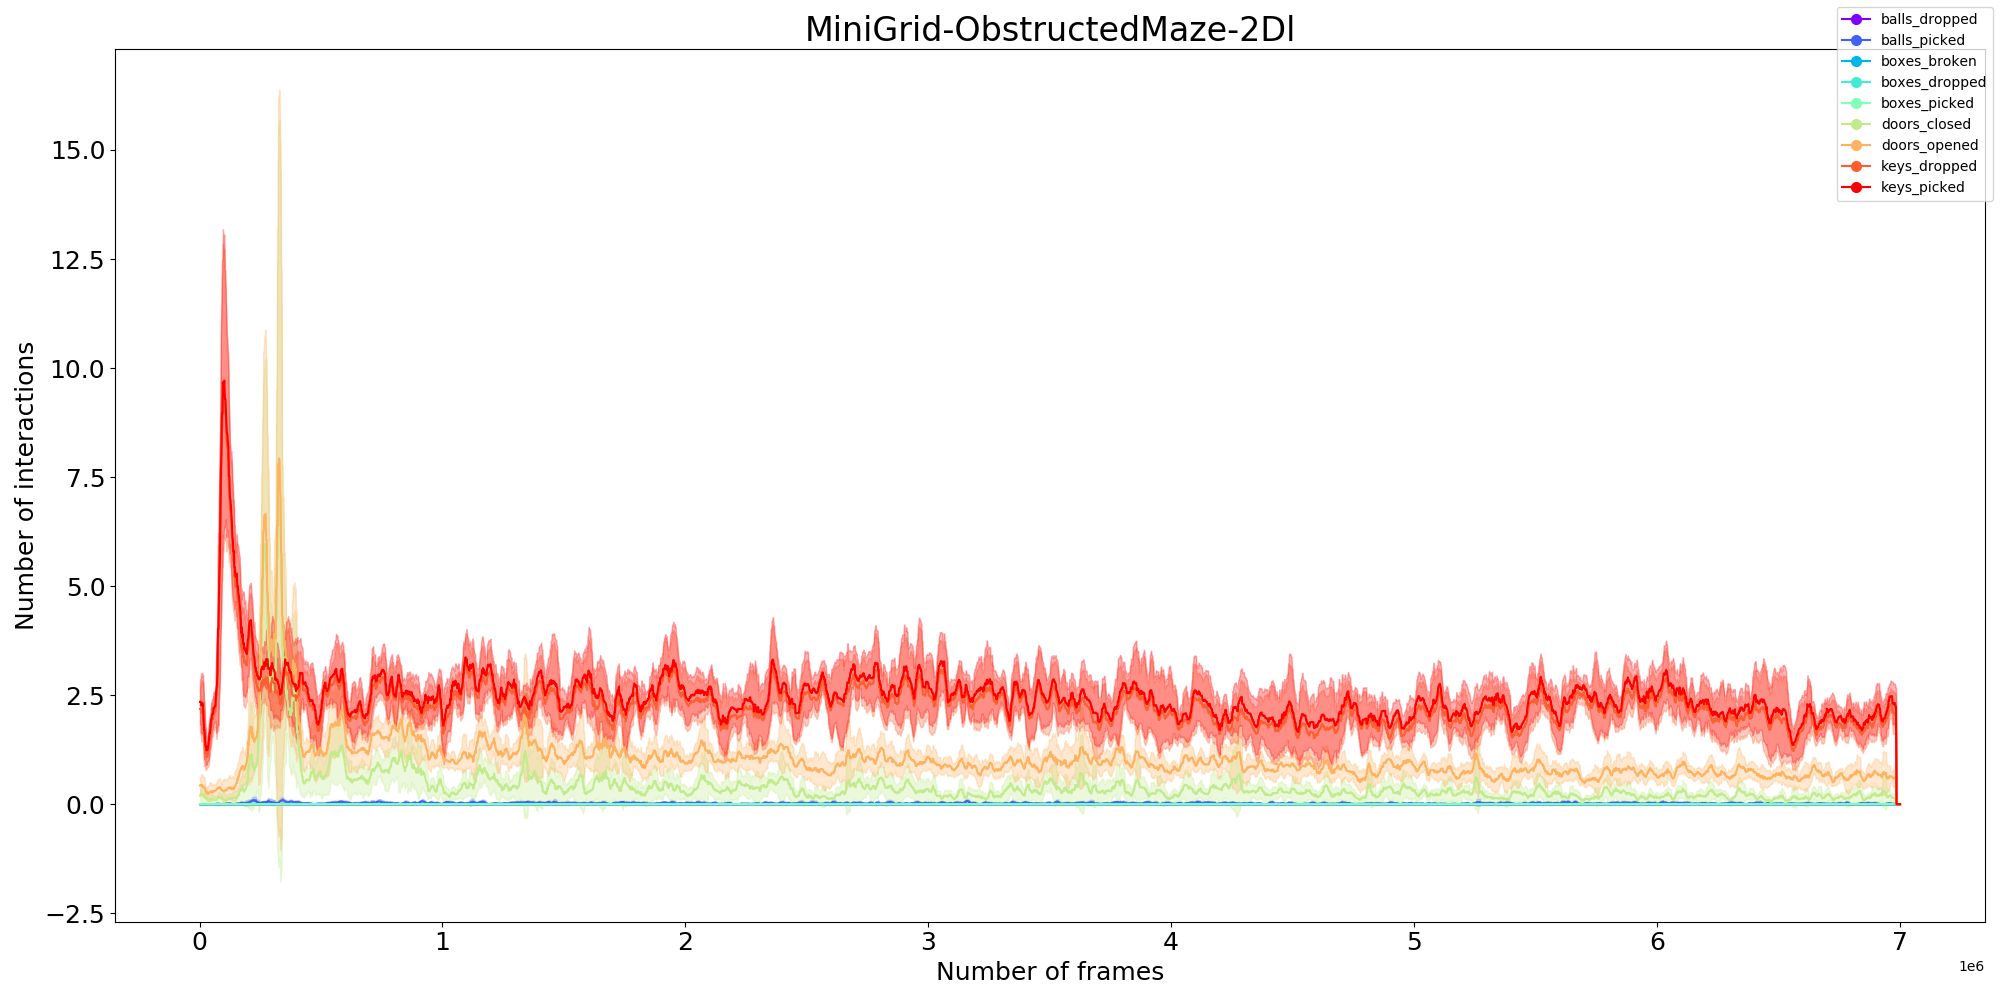 MiniGrid-ObstructedMaze-2Dl
balls_dropped
balls_picked
boxes_broken
boxes_dropped
boxes_picked
doors_closed
doors_opened
keys_dropped
keys_picked
Number of interactions
15.0
12.5
10.0
7.5
5.0
2.5
0.0
−2.5
0 1 2 3 4 5 6 7
1e6
Number of frames